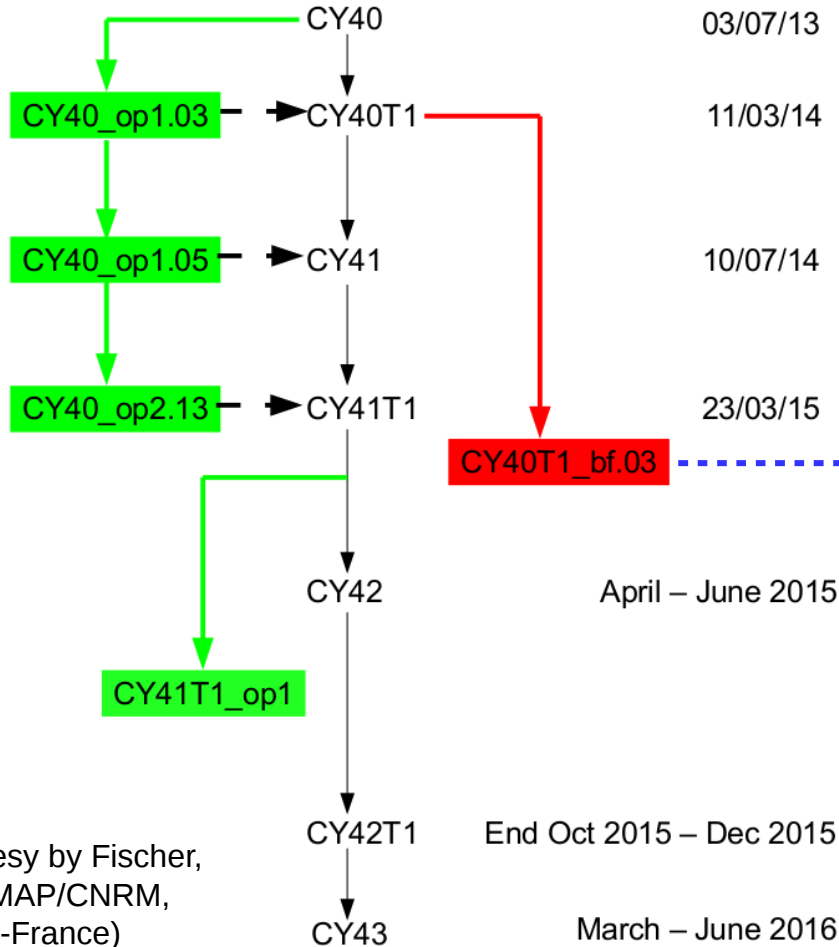 CY40 03/07/13
CY40_op1.03 CY40T1 11/03/14
CY40_op1.05 CY41 10/07/14
CY40_op2.13 CY41T1 23/03/15
CY40T1_bf.03
CY42 April – June 2015
CY41T1_op1
CY42T1 End Oct 2015 – Dec 2015
esy by Fischer,
MAP/CNRM,
-France)
CY43 March – June 2016